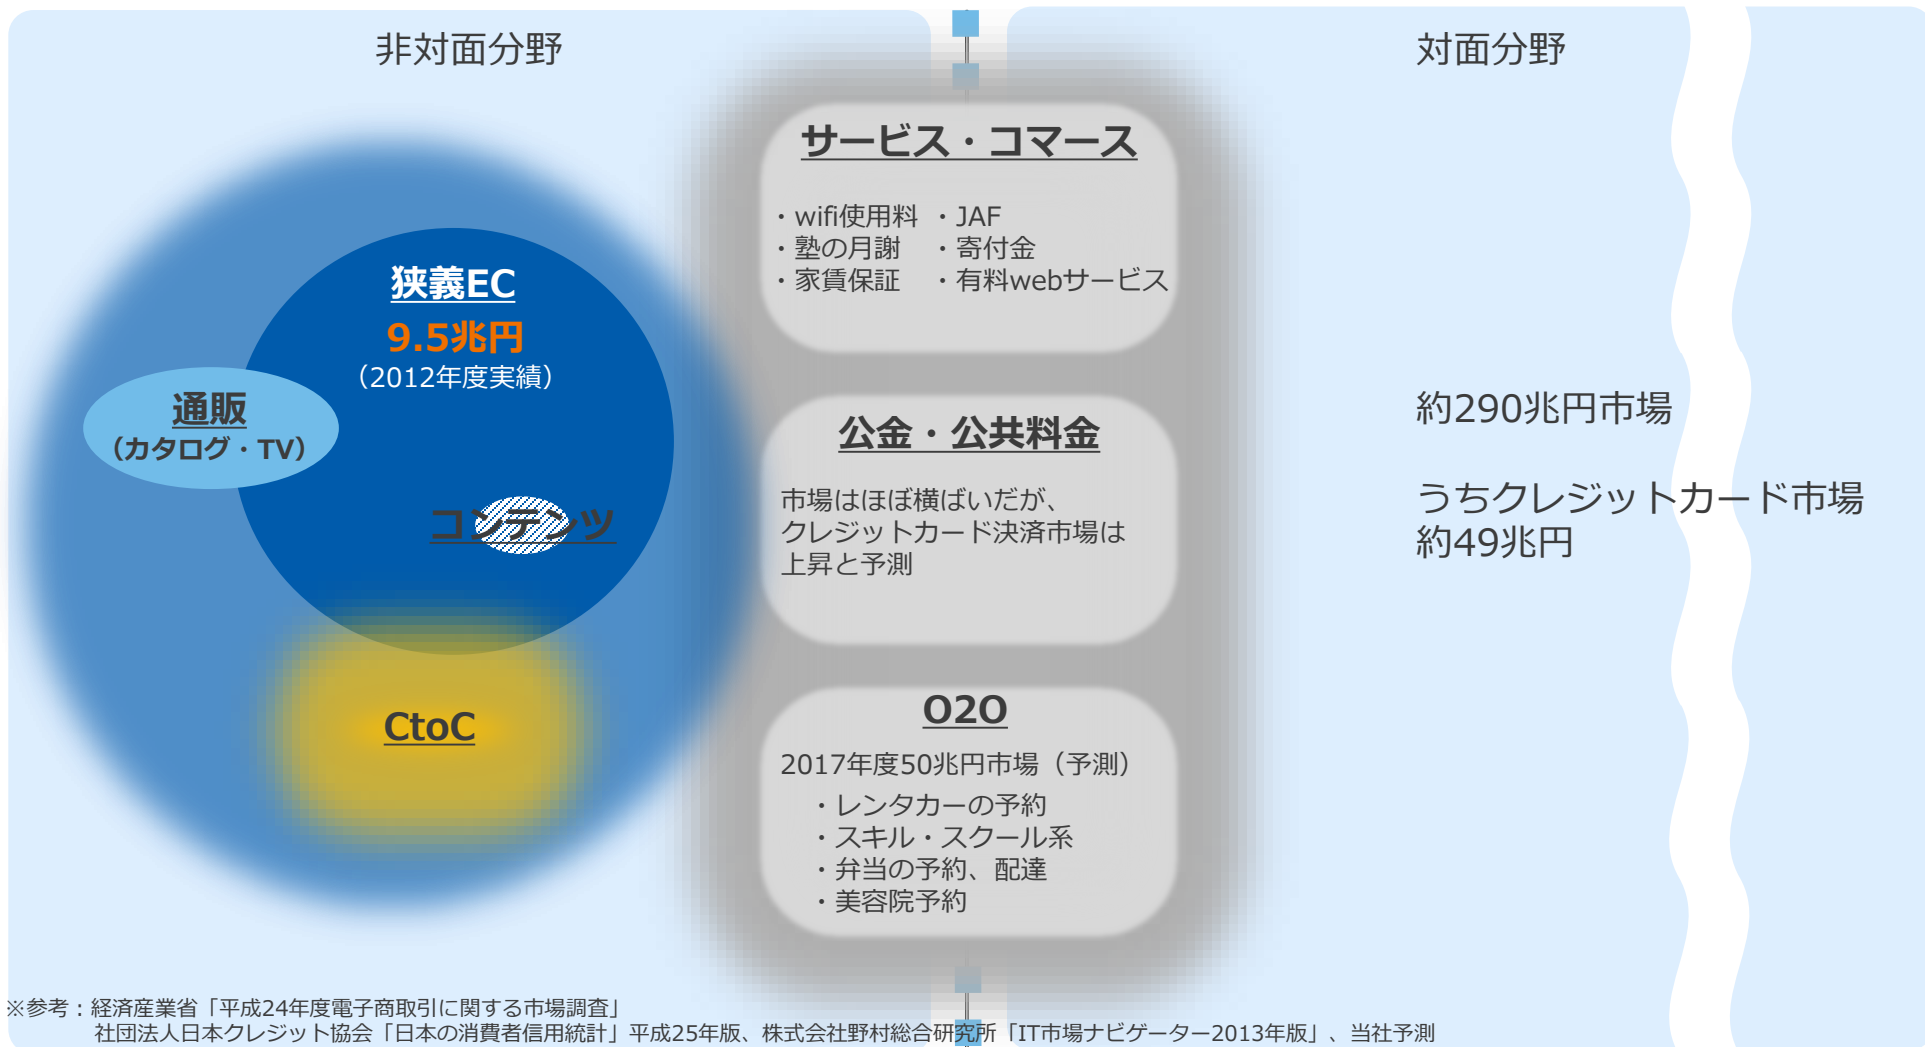 非対面分野
対面分野
サービス・コマース
・wifi使用料 ・JAF
・塾の月謝 ・寄付金
・家賃保証 ・有料webサービス
狭義EC
9.5兆円
（2012年度実績）
通販
（カタログ・TV）
コンテンツ
CtoC
公金・公共料金
市場はほぼ横ばいだが、
クレジットカード決済市場は
上昇と予測
O2O
2017年度50兆円市場（予測）
・レンタカーの予約
・スキル・スクール系
・弁当の予約、配達
・美容院予約
約290兆円市場
うちクレジットカード市場
約49兆円
※参考：経済産業省「平成24年度電子商取引に関する市場調査」
社団法人日本クレジット協会「日本の消費者信用統計」平成25年版、株式会社野村総合研究所「IT市場ナビゲーター2013年版」、当社予測